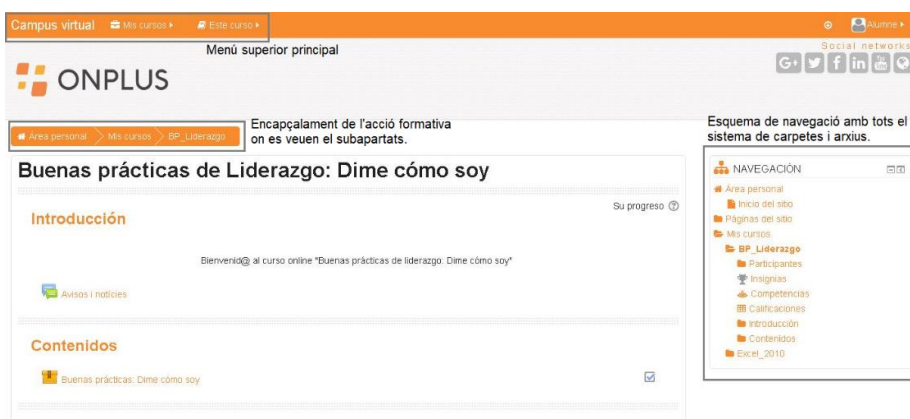 Campus virtual Mis cursos Este curso Alumne
Menú superior principal
Social networks
ONPLUS
Encapçalament de l'acció formativa
on es veuen el subapartats.
Área personal Mis cursos BP_Liderazgo
Esquema de navegació amb tots el
sistema de carpetes i arxius.
Buenas prácticas de Liderazgo: Dime cómo soy
Su progreso
Introducción
Bienvenid@ al curso online "Buenas prácticas de liderazgo: Dime cómo soy"
Avisos i notícies
Contenidos
Buenas prácticas: Dime cómo soy
NAVEGACIÓN
Área personal
Inicio del sitio
Páginas del sitio
Mis cursos
BP_Liderazgo
Participantes
Insignias
Competencias
Calificaciones
Introducción
Contenidos
Excel_2010